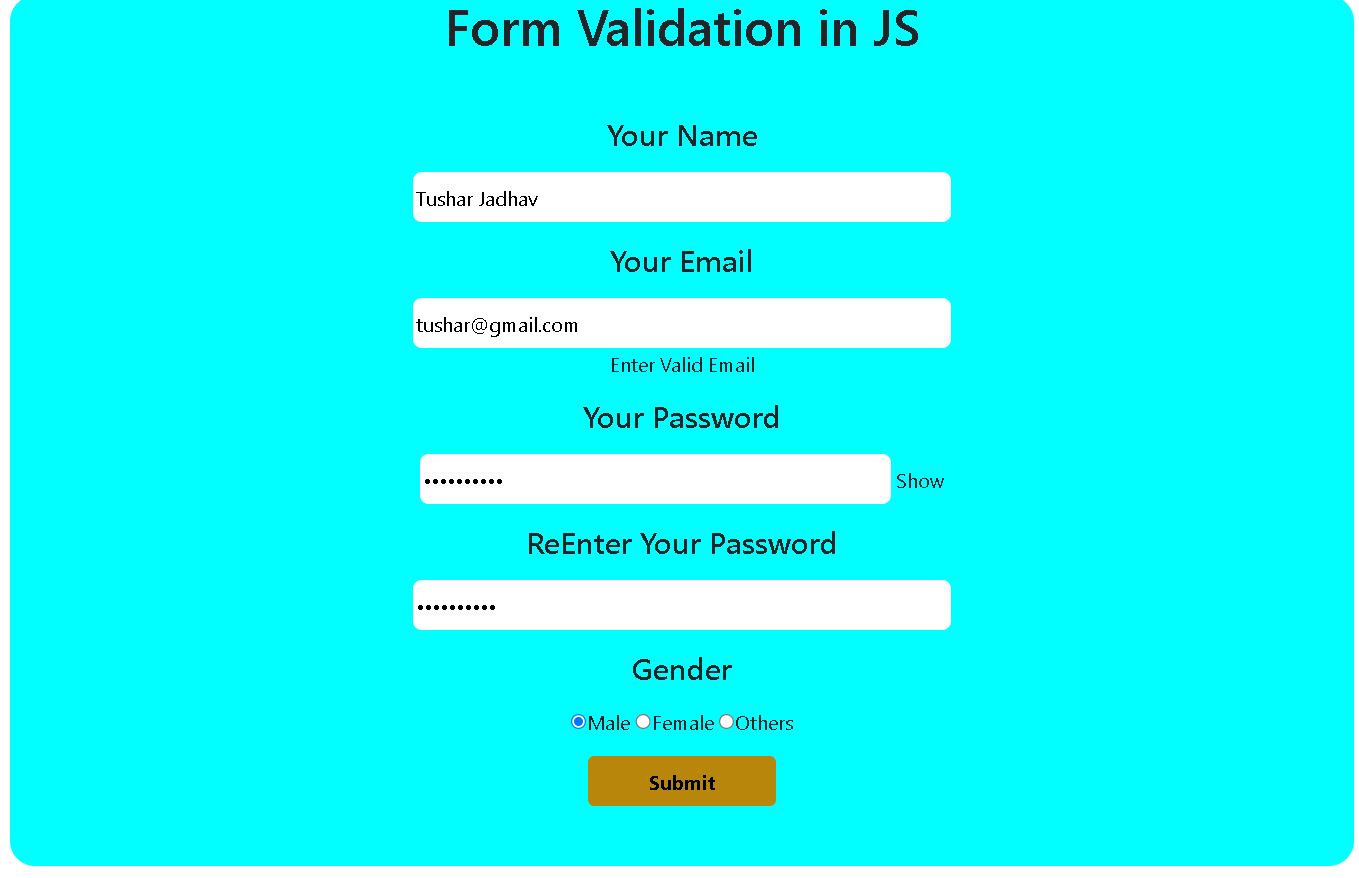 Form Validation in JS
Your Name
Tushar Jadhav
Your Email
tushar@gmail.com
Enter Valid Email
Your Password
•••••••••• Show
ReEnter Your Password
••••••••••
Gender
Male Female Others
Submit